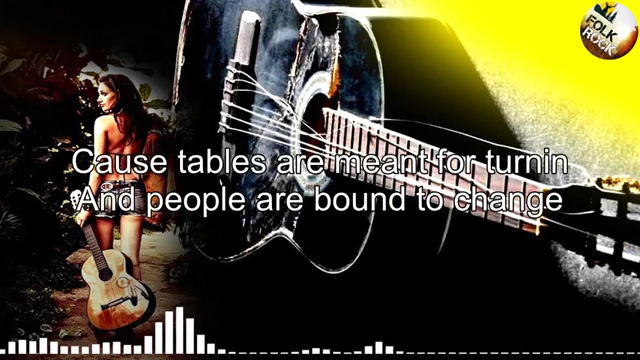 FOLK
ROCK
Cause tables are meant for turnin
And people are bound to change